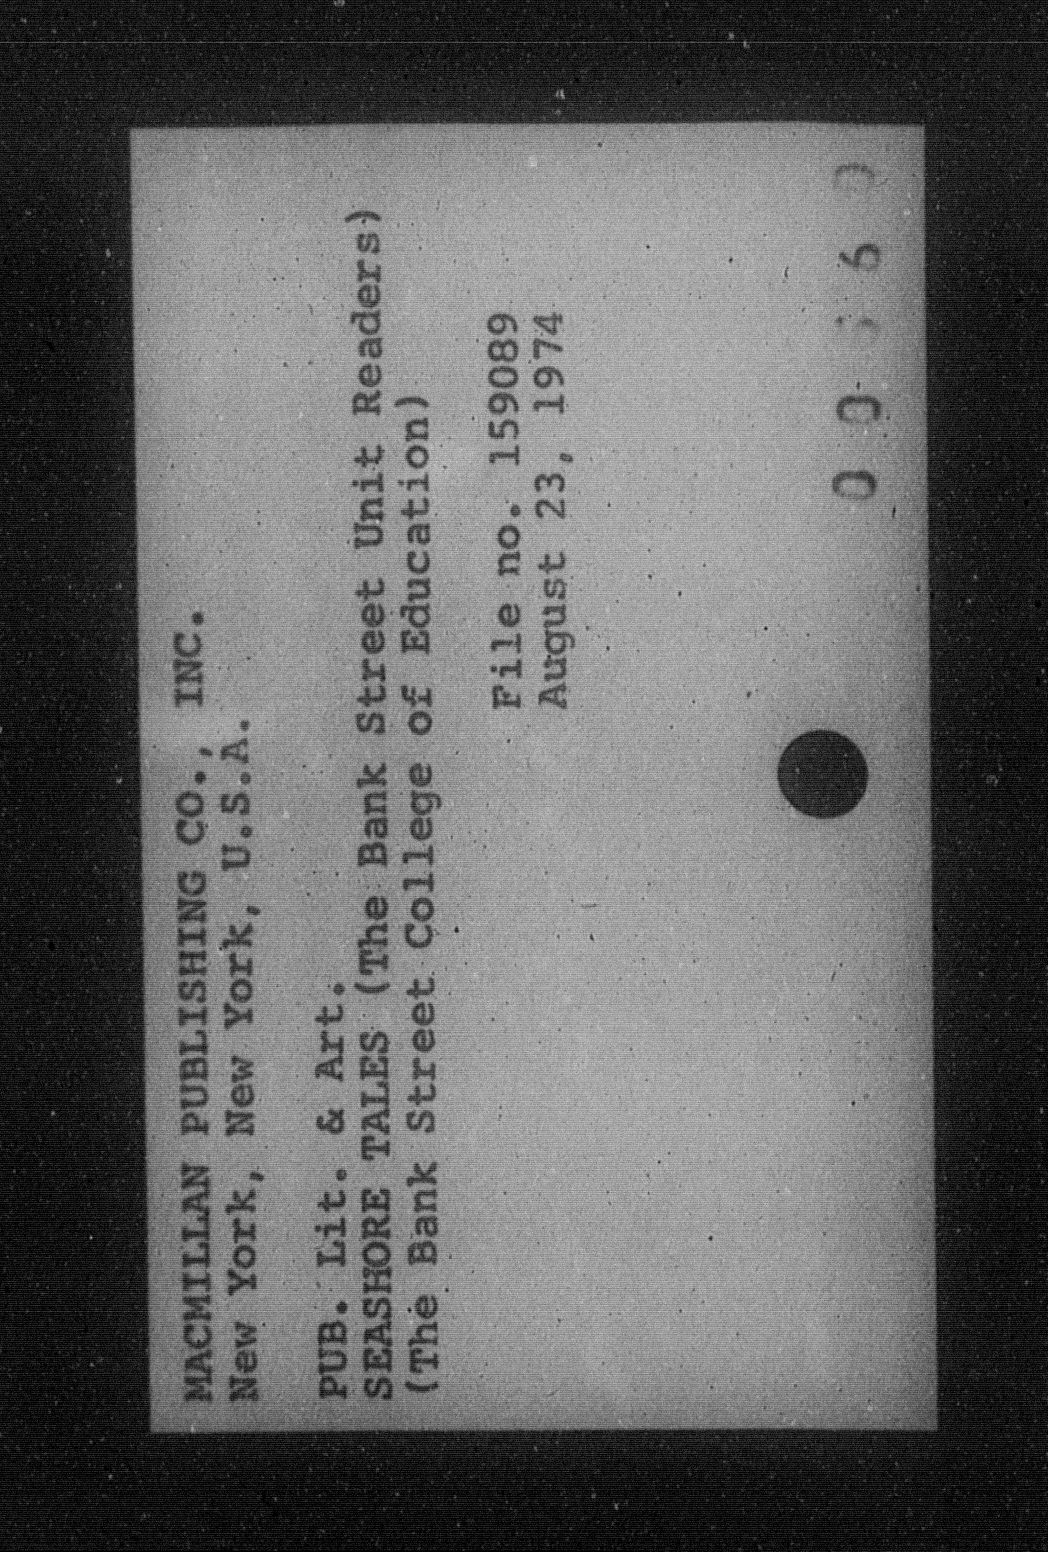 MACMILLAN PUBLISHING CO., INC.
New York, New York, U.S.A.
PUB. Lit. & Art.
SEASHORE TALES (The Bank Street Unit Readers)
(The Bank Street College of Education)
File no. 159089
August 23, 1974